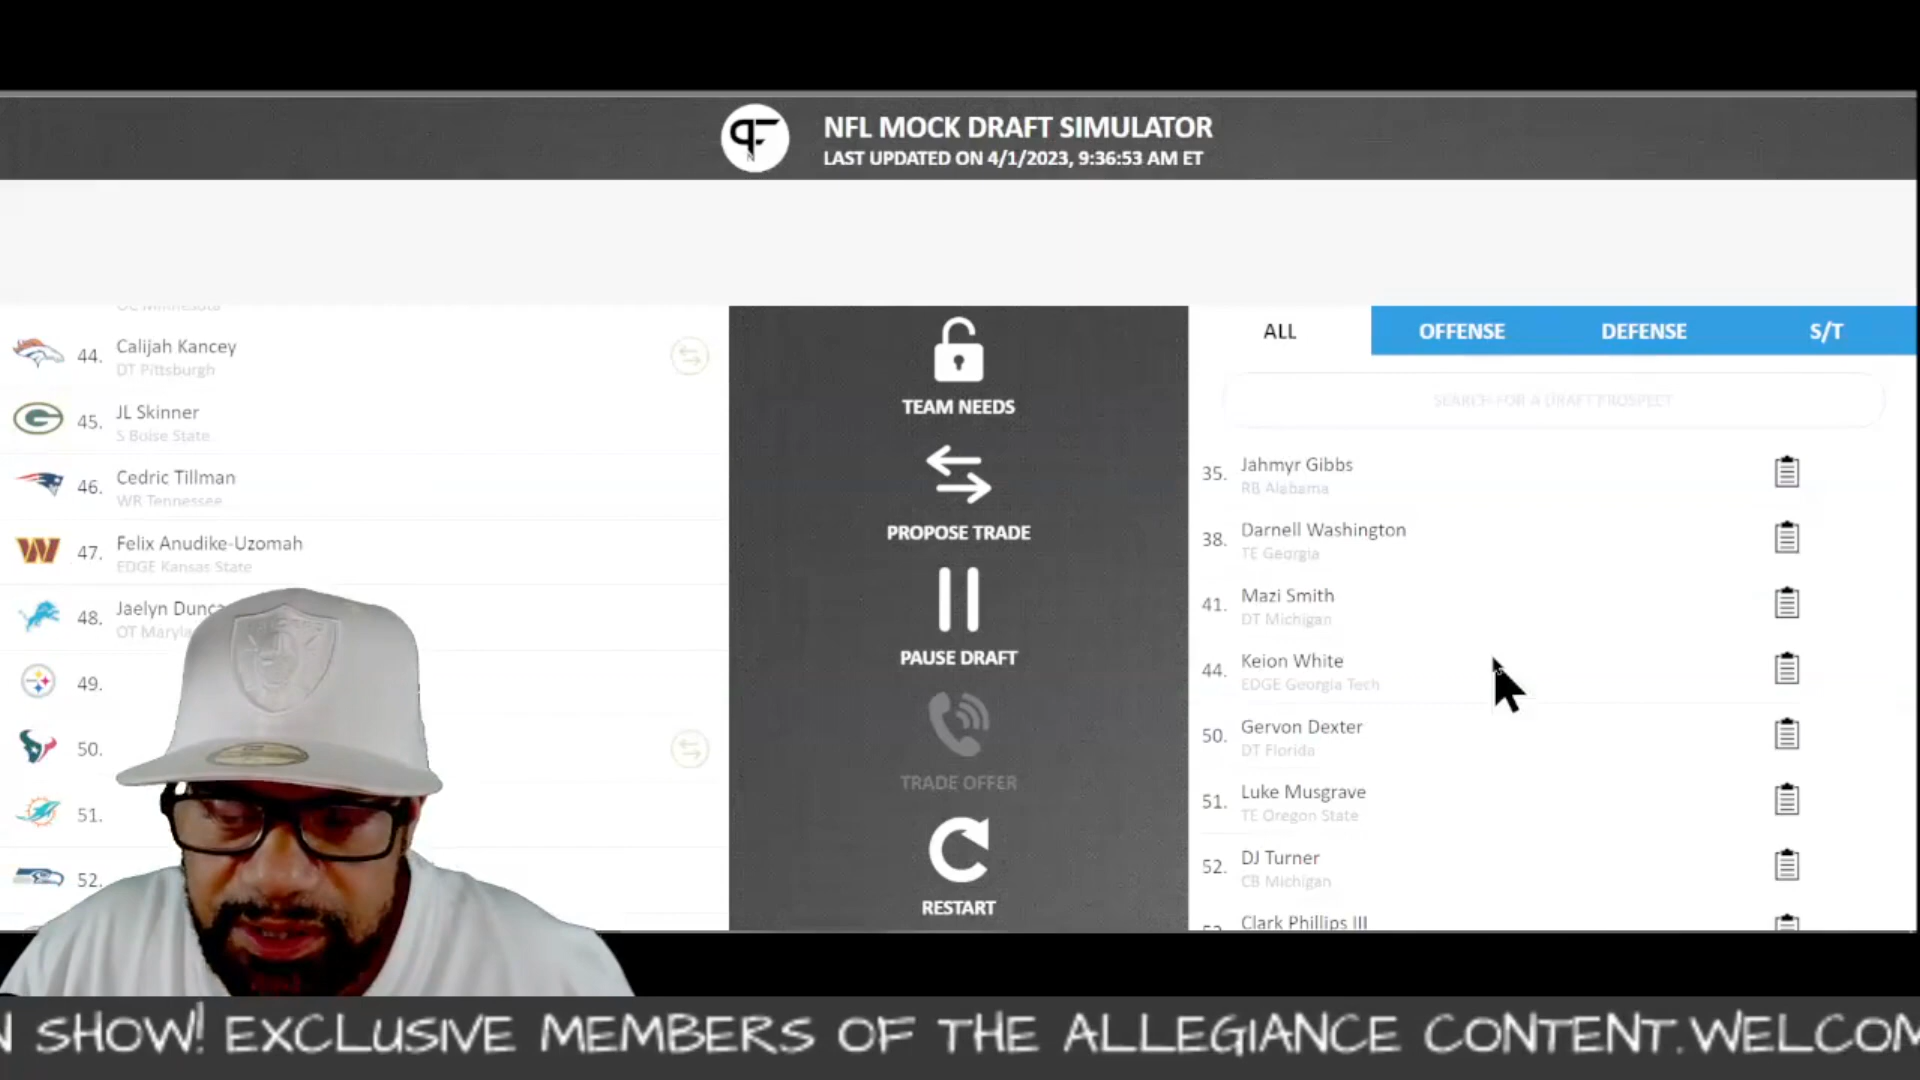 NFL MOCK DRAFT SIMULATOR
LAST UPDATED ON 4/1/2023, 9:36:53 AM ET
44. Calijah Kancey
DT Pittsburgh
45. JL Skinner
S Boise State
46. Cedric Tillman
WR Tennessee
47. Felix Anudike-Uzomah
EDGE Kansas State
48. Jaelyn
OT
49.
50.
51.
52.
TEAM NEEDS
PROPOSE TRADE
PAUSE DRAFT
TRADE OFFER
RESTART
ALL OFFENSE DEFENSE S/T
SEARCH FOR A DRAFT PROSPECT
35. Jahmyr Gibbs
RB Alabama
38. Darnell Washington
TE Georgia
41. Mazi Smith
DT Michigan
44. Keion White
EDGE Georgia Tech
50. Gervon Dexter
DT Florida
51. Luke Musgrave
TE Oregon State
52. DJ Turner
CB Michigan
Clark Phillips III
N SHOW! EXCLUSIVE MEMBERS OF THE ALLEGIANCE CONTENT.WELCOM